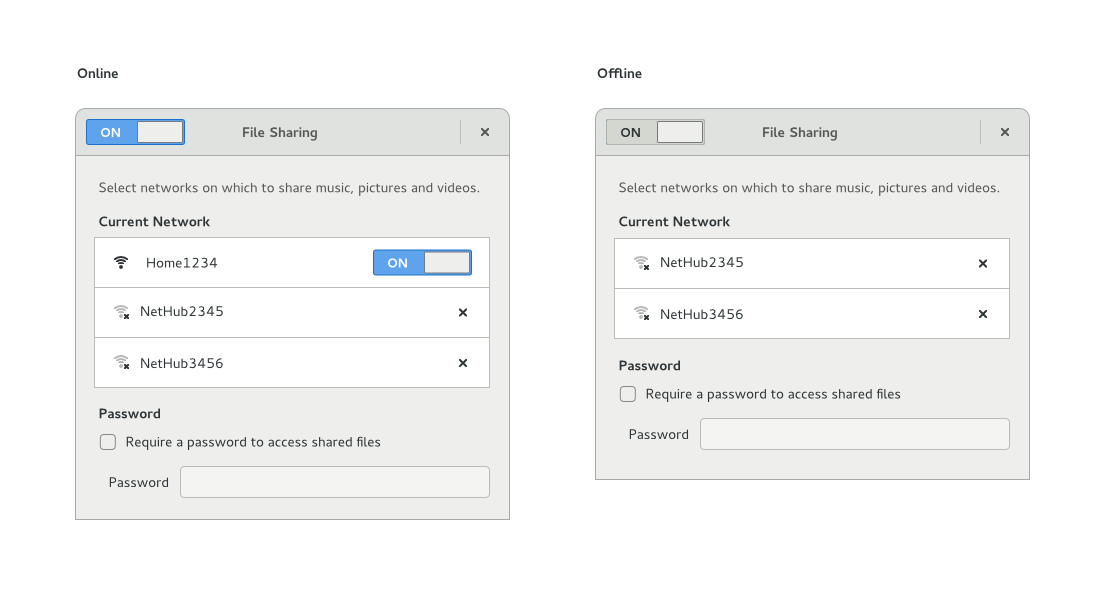 Online
ON File Sharing
Select networks on which to share music, pictures and videos.
Current Network
Home1234 ON
NetHub2345
NetHub3456
Password
Require a password to access shared files
Password
Offline
ON File Sharing
Select networks on which to share music, pictures and videos.
Current Network
NetHub2345
NetHub3456
Password
Require a password to access shared files
Password